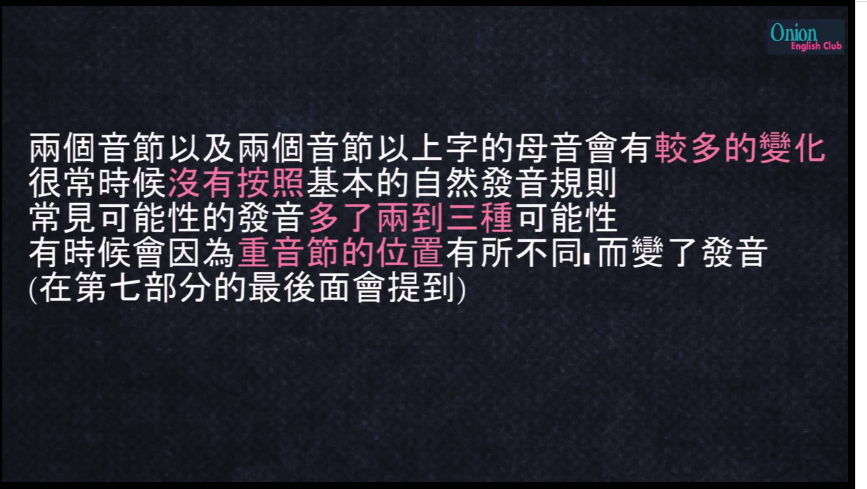 Onion
English Club
兩個音節以及兩個音節以上字的母音會有較多的變化
很常時候沒有按照基本的自然發音規則
常見可能性的發音多了兩到三種可能性
有時候會因為重音節的位置有所不同,而變了發音
(在第七部分的最後面會提到)